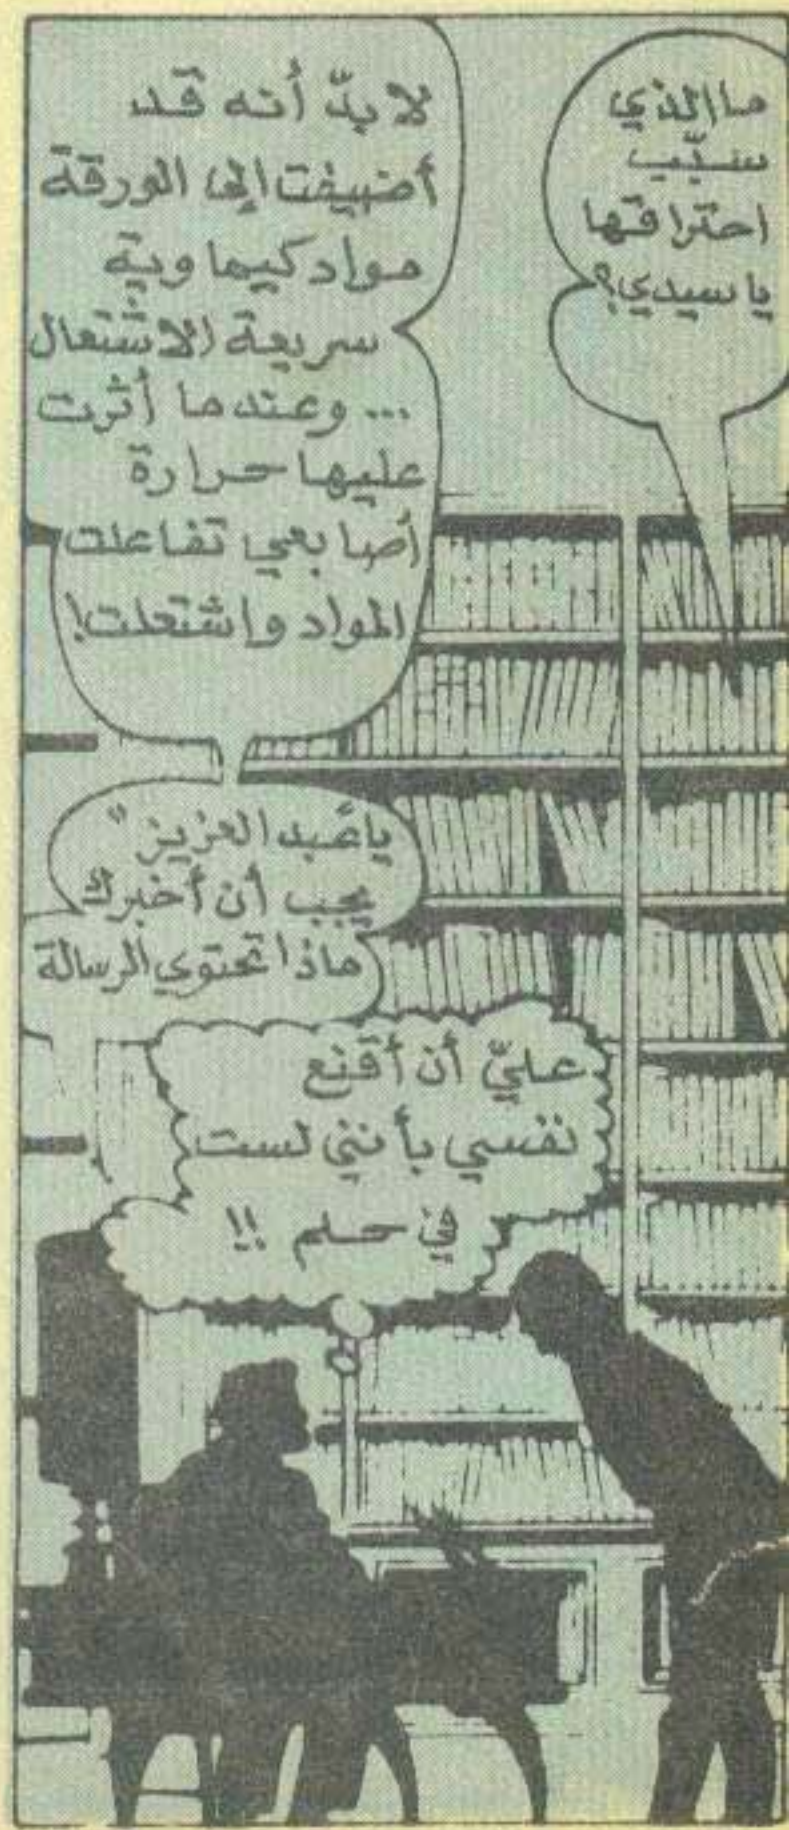 ما الذي
سبّب
احتراقها
يا سيدي؟
لا بدّ أنه قد
أضيفت إلى الورقة
مواد كيماوية
سريعة الاشتعال
... وعندما أثرت
عليها حرارة
أصابعي تفاعلت
المواد واشتعلت!
يا عبد العزيز"
يجب أن أخبرك
ماذا تحتوي الرسالة
عليّ أن أقنع
نفسي بأنني لست
في حلم !!